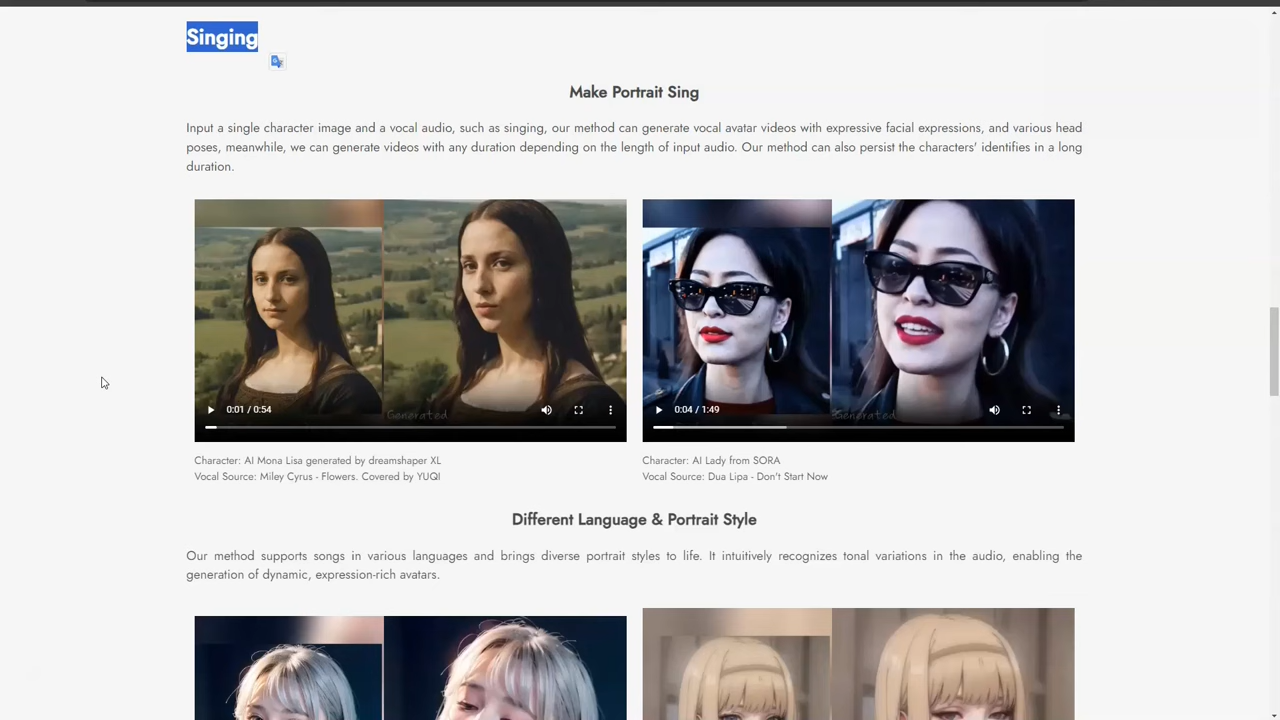 Singing
Make Portrait Sing
Input a single character image and a vocal audio, such as singing, our method can generate vocal avatar videos with expressive facial expressions, and various head
poses, meanwhile, we can generate videos with any duration depending on the length of input audio. Our method can also persist the characters' identifies in a long
duration.
Generated
0:01 / 0:54
Generated
0:04 / 1:49
Character: AI Mona Lisa generated by dreamshaper XL
Vocal Source: Miley Cyrus - Flowers. Covered by YUQI
Character: AI Lady from SORA
Vocal Source: Dua Lipa - Don't Start Now
Different Language & Portrait Style
Our method supports songs in various languages and brings diverse portrait styles to life. It intuitively recognizes tonal variations in the audio, enabling the
generation of dynamic, expression-rich avatars.